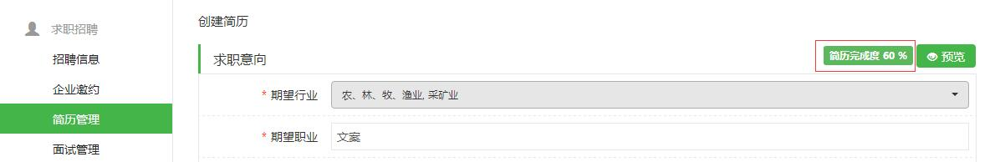 求职招聘
招聘信息
企业邀约
简历管理
面试管理
创建简历
求职意向
简历完成度 60 %
预览
* 期望行业
农、林、牧、渔业, 采矿业
* 期望职业
文案